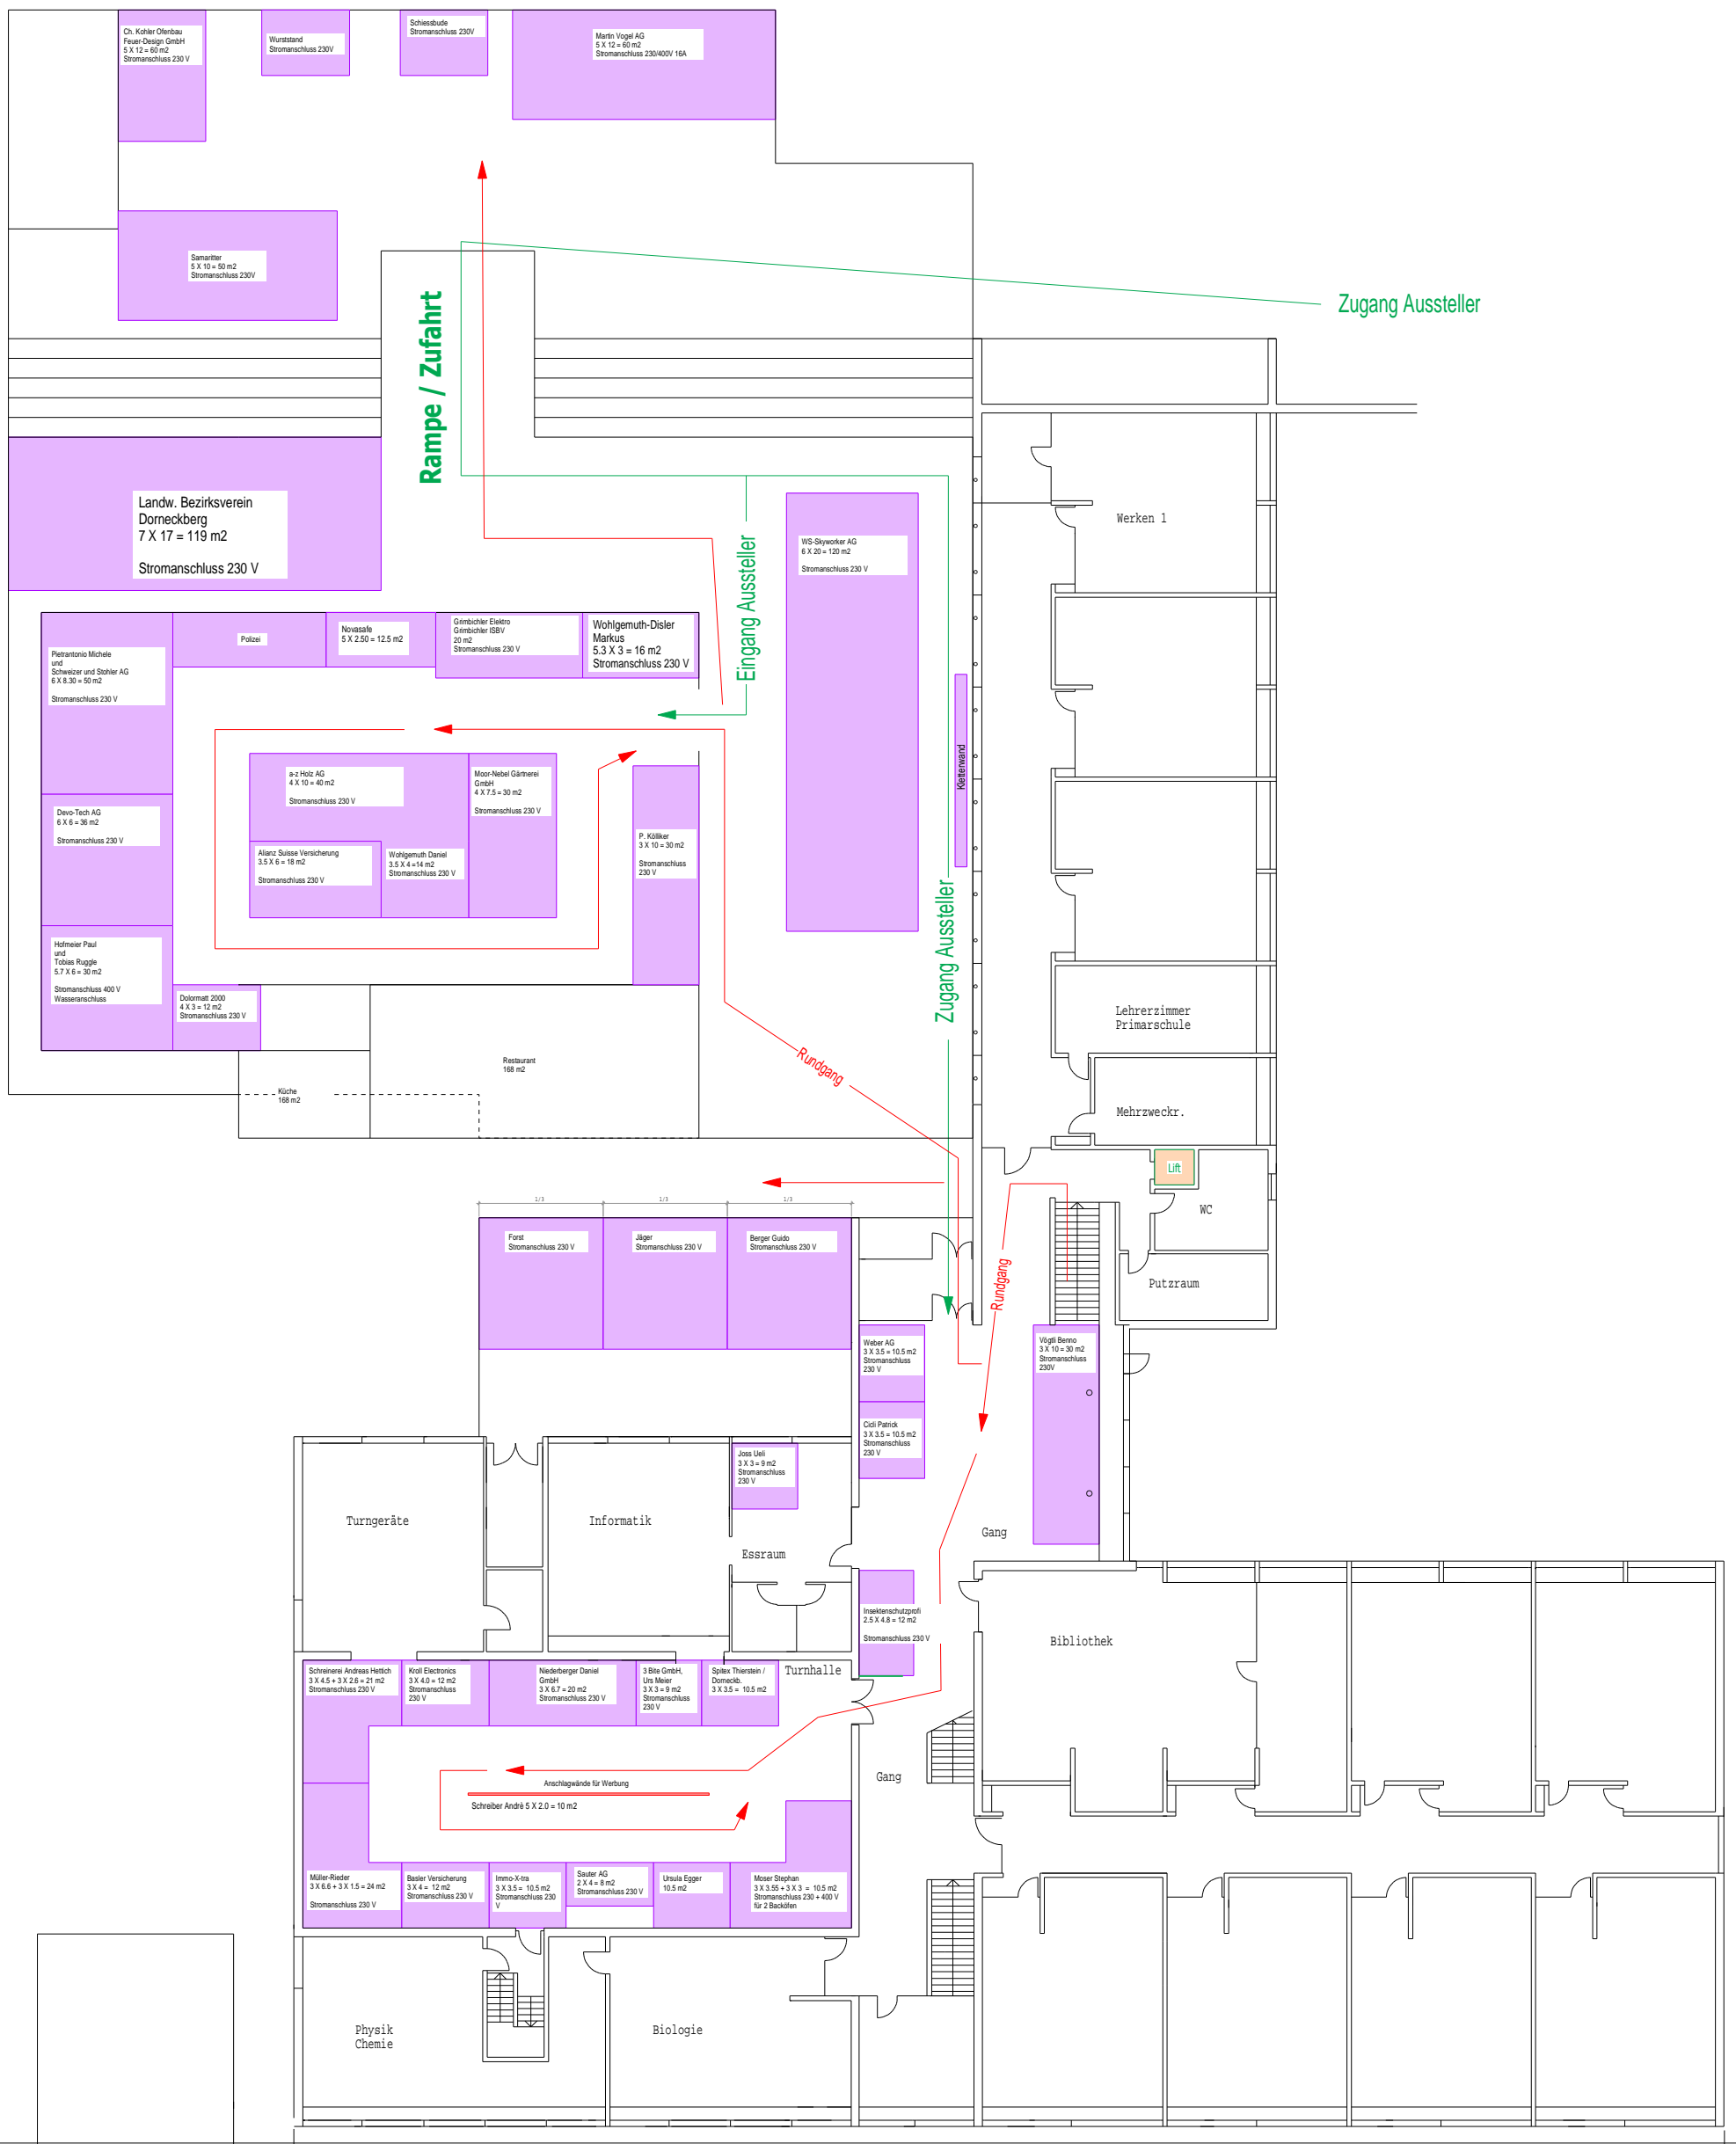 Ch. Kohler Ofenbau
Feuer-Design GmbH
5 X 12 = 60 m2
Stromanschluss 230 V
Wurststand
Stromanschluss 230V
Schiessbude
Stromanschluss 230V
Martin Vogel AG
5 X 12 = 60 m2
Stromanschluss 230/400V 16A
Samaritter
5 X 10 = 50 m2
Stromanschluss 230V
Zugang Aussteller
Rampe / Zufahrt
Landw. Bezirksverein
Dorneckberg
7 X 17 = 119 m2
Stromanschluss 230 V
Eingang Aussteller
WS-Skyworker AG
6 X 20 = 120 m2
Stromanschluss 230 V
Werken 1
Pietrantonio Michele
und
Schweizer und Stohler AG
6 X 8.30 = 50 m2
Stromanschluss 230 V
Polizei
Novasafe
5 X 2.50 = 12.5 m2
Grimbichler Elektro
Grimbichler ISBV
20 m2
Stromanschluss 230 V
Wohlgemuth-Disler
Markus
5.3 X 3 = 16 m2
Stromanschluss 230 V
Kletterwand
a-z Holz AG
4 X 10 = 40 m2
Stromanschluss 230 V
Moor-Nebel Gärtnerei
GmbH
4 X 7.5 = 30 m2
Stromanschluss 230 V
Devo-Tech AG
6 X 6 = 36 m2
Stromanschluss 230 V
Alianz Suisse Versicherung
3.5 X 6 = 18 m2
Stromanschluss 230 V
Wohlgemuth Daniel
3.5 X 4 =14 m2
Stromanschluss 230 V
P. Kölliker
3 X 10 = 30 m2
Stromanschluss
230 V
Zugang Aussteller
Hofmeier Paul
und
Tobias Ruggle
5.7 X 6 = 30 m2
Stromanschluss 400 V
Wasseranschluss
Dolormatt 2000
4 X 3 = 12 m2
Stromanschluss 230 V
Lehrerzimmer
Primarschule
Restaurant
168 m2
Rundgang
Küche
168 m2
Mehrzweckr.
Lift
WC
1/3
1/3
1/3
Forst
Stromanschluss 230 V
Jäger
Stromanschluss 230 V
Berger Guido
Stromanschluss 230 V
Rundgang
Putzraum
Weber AG
3 X 3.5 = 10.5 m2
Stromanschluss
230 V
Vögtli Benno
3 X 10 = 30 m2
Stromanschluss
230V
Cicli Patrick
3 X 3.5 = 10.5 m2
Stromanschluss
230 V
Joss Ueli
3 X 3 = 9 m2
Stromanschluss
230 V
Turngeräte
Informatik
Essraum
Gang
Insektenschutzprofi
2.5 X 4.8 = 12 m2
Stromanschluss 230 V
Bibliothek
Schreinerei Andreas Hettich
3 X 4.5 + 3 X 2.6 = 21 m2
Stromanschluss 230 V
Kroll Electronics
3 X 4.0 = 12 m2
Stromanschluss
230 V
Niederberger Daniel
GmbH
3 X 6.7 = 20 m2
Stromanschluss 230 V
3 Bite GmbH,
Urs Meier
3 X 3 = 9 m2
Stromanschluss
230 V
Spitex Thierstein /
Dorneckb.
3 X 3.5 = 10.5 m2
Turnhalle
Gang
Anschlagwände für Werbung
Schreiber Andrè 5 X 2.0 = 10 m2
Müller-Rieder
3 X 6.6 + 3 X 1.5 = 24 m2
Stromanschluss 230 V
Basler Versicherung
3 X 4 = 12 m2
Stromanschluss 230 V
Immo-X-tra
3 X 3.5 = 10.5 m2
Stromanschluss 230
V
Sauter AG
2 X 4 = 8 m2
Stromanschluss 230 V
Ursula Egger
10.5 m2
Moser Stephan
3 X 3.55 + 3 X 3 = 10.5 m2
Stromanschluss 230 + 400 V
für 2 Backöfen
Physik
Chemie
Biologie